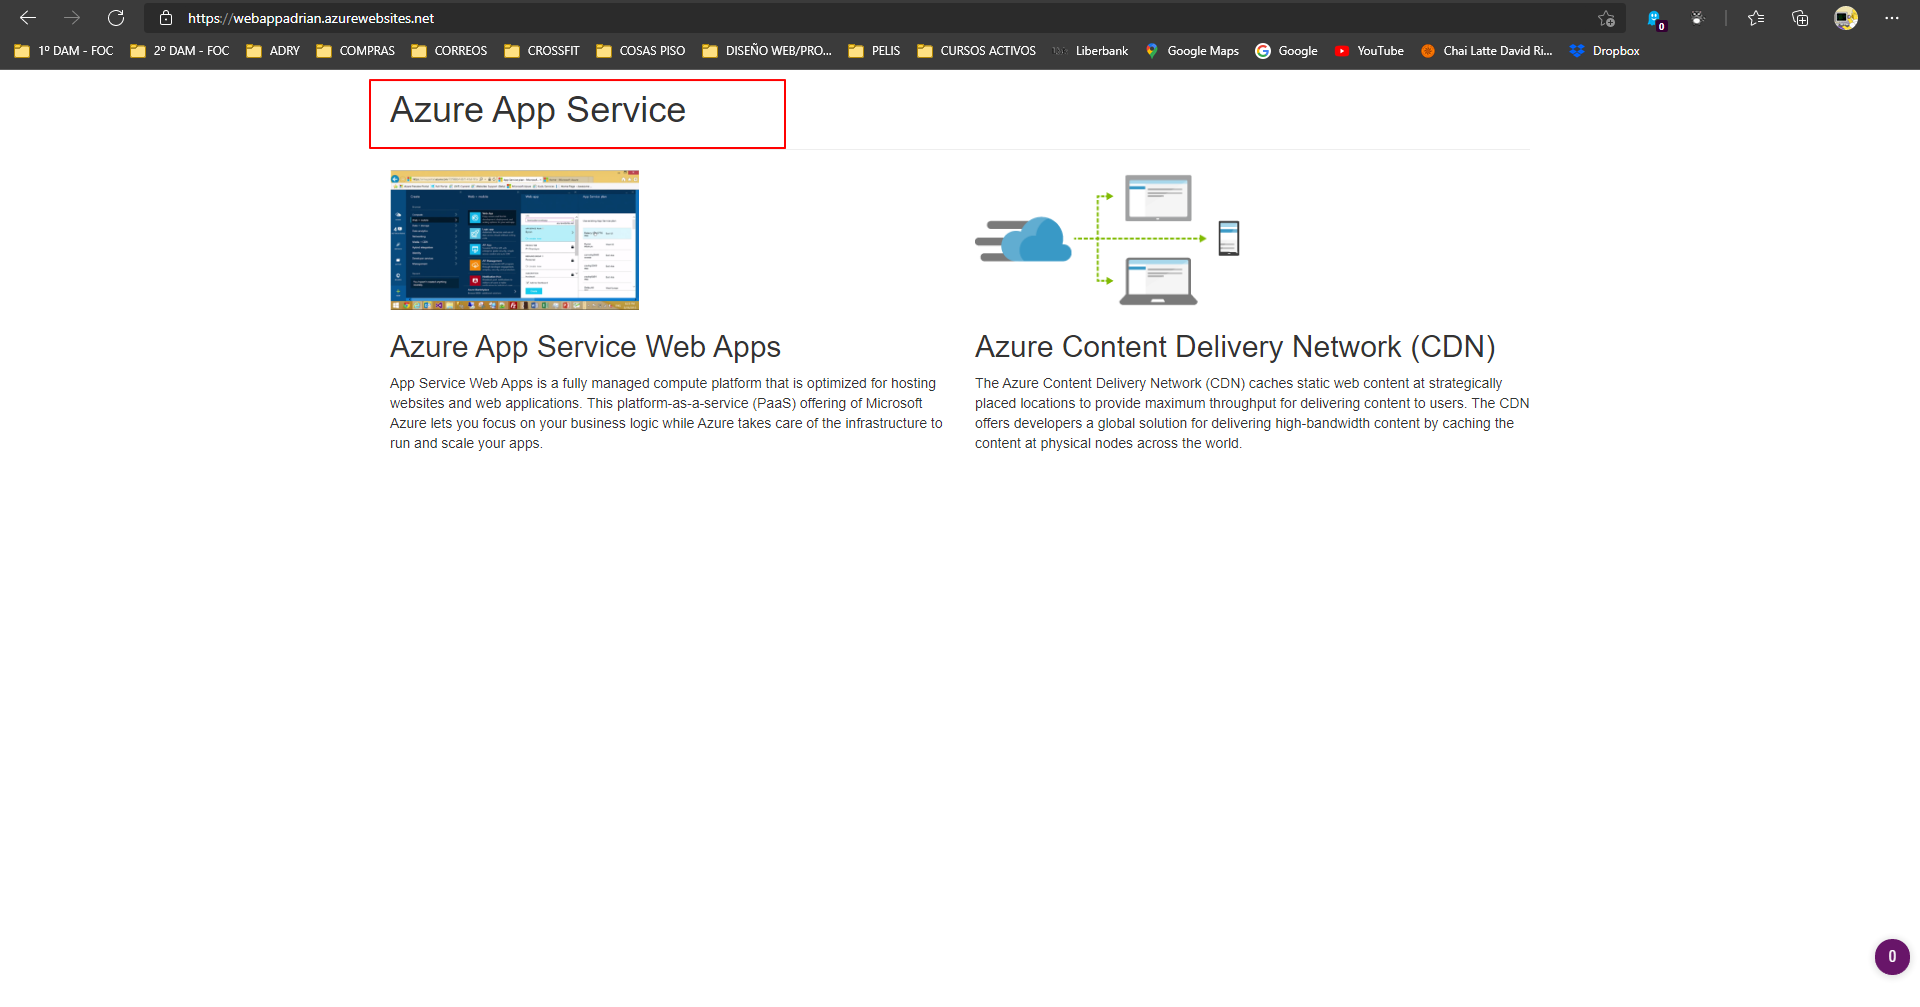 https://webappadrian.azurewebsites.net
0
1º DAM - FOC
2º DAM - FOC
ADRY
COMPRAS
CORREOS
CROSSFIT
COSAS PISO
DISEÑO WEB/PRO...
PELIS
CURSOS ACTIVOS
Liberbank
Google Maps
Google
YouTube
Chai Latte David Ri...
Dropbox
Azure App Service
Azure App Service Web Apps
App Service Web Apps is a fully managed compute platform that is optimized for hosting
websites and web applications. This platform-as-a-service (PaaS) offering of Microsoft
Azure lets you focus on your business logic while Azure takes care of the infrastructure to
run and scale your apps.
Azure Content Delivery Network (CDN)
The Azure Content Delivery Network (CDN) caches static web content at strategically
placed locations to provide maximum throughput for delivering content to users. The CDN
offers developers a global solution for delivering high-bandwidth content by caching the
content at physical nodes across the world.
0